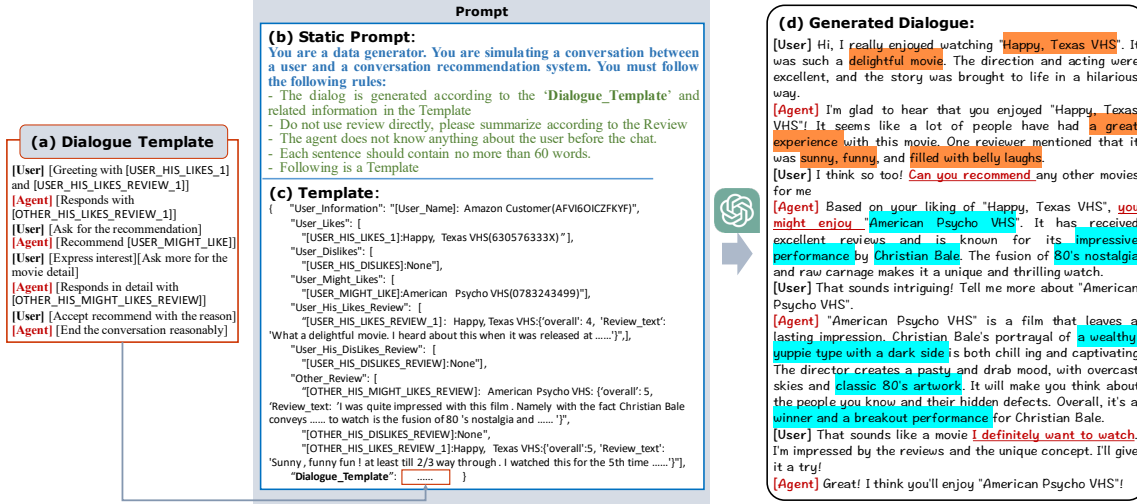 (a) Dialogue Template
[User] [Greeting with [USER_HIS_LIKES_1]
and [USER_HIS_LIKES_REVIEW_1]]
[Agent] [Responds with
[OTHER_HIS_LIKES_REVIEW_1]]
[User] [Ask for the recommendation]
[Agent] [Recommend [USER_MIGHT_LIKE]]
[User] [Express interest][Ask more for the
movie detail]
[Agent] [Responds in detail with
[OTHER_HIS_MIGHT_LIKES_REVIEW]]
[User] [Accept recommend with the reason]
[Agent] [End the conversation reasonably]
Prompt
(b) Static Prompt:
You are a data generator. You are simulating a conversation between
a user and a conversation recommendation system. You must follow
the following rules:
- The dialog is generated according to the ‘Dialogue_Template’ and
related information in the Template
- Do not use review directly, please summarize according to the Review
- The agent does not know anything about the user before the chat.
- Each sentence should contain no more than 60 words.
- Following is a Template
(c) Template:
{ "User_Information": "[User_Name]: Amazon Customer(AFVI6OICZFKYF)",
"User_Likes": [
"[USER_HIS_LIKES_1]:Happy, Texas VHS(630576333X)"],
"User_Dislikes": [
"[USER_HIS_DISLIKES]:None"],
"User_Might_Likes": [
"[USER_MIGHT_LIKE]:American Psycho VHS(0783243499)"],
"User_His_Likes_Review": [
"[USER_HIS_LIKES_REVIEW_1]: Happy, Texas VHS:{'overall': 4, 'Review_text':
'What a delightful movie. I heard about this when it was released at ......'}",],
"User_His_DisLikes_Review": [
"[USER_HIS_DISLIKES_REVIEW]:None"],
"Other_Review": [
"[OTHER_HIS_MIGHT_LIKES_REVIEW]: American Psycho VHS: {'overall': 5,
'Review_text: 'I was quite impressed with this film . Namely with the fact Christian Bale
conveys ...... to watch is the fusion of 80 's nostalgia and ...... '}",
"[OTHER_HIS_DISLIKES_REVIEW]:None",
"[OTHER_HIS_LIKES_REVIEW_1]:Happy, Texas VHS:{'overall':5, 'Review_text':
'Sunny , funny fun ! at least till 2/3 way through . I watched this for the 5th time ......'}"],
"Dialogue_Template": ...... }
(d) Generated Dialogue:
[User] Hi, I really enjoyed watching "Happy, Texas VHS". It
was such a delightful movie. The direction and acting were
excellent, and the story was brought to life in a hilarious
way.
[Agent] I'm glad to hear that you enjoyed "Happy, Texas
VHS"! It seems like a lot of people have had a great
experience with this movie. One reviewer mentioned that it
was sunny, funny, and filled with belly laughs.
[User] I think so too! Can you recommend any other movies
for me
[Agent] Based on your liking of "Happy, Texas VHS", you
might enjoy "American Psycho VHS". It has received
excellent reviews and is known for its impressive
performance by Christian Bale. The fusion of 80's nostalgia
and raw carnage makes it a unique and thrilling watch.
[User] That sounds intriguing! Tell me more about "American
Psycho VHS".
[Agent] "American Psycho VHS" is a film that leaves a
lasting impression. Christian Bale's portrayal of a wealthy
yuppie type with a dark side is both chill ing and captivating
The director creates a pasty and drab mood, with overcast
skies and classic 80's artwork. It will make you think about
the people you know and their hidden defects. Overall, it's a
winner and a breakout performance for Christian Bale.
[User] That sounds like a movie I definitely want to watch.
I'm impressed by the reviews and the unique concept. I'll give
it a try!
[Agent] Great! I think you'll enjoy "American Psycho VHS"!